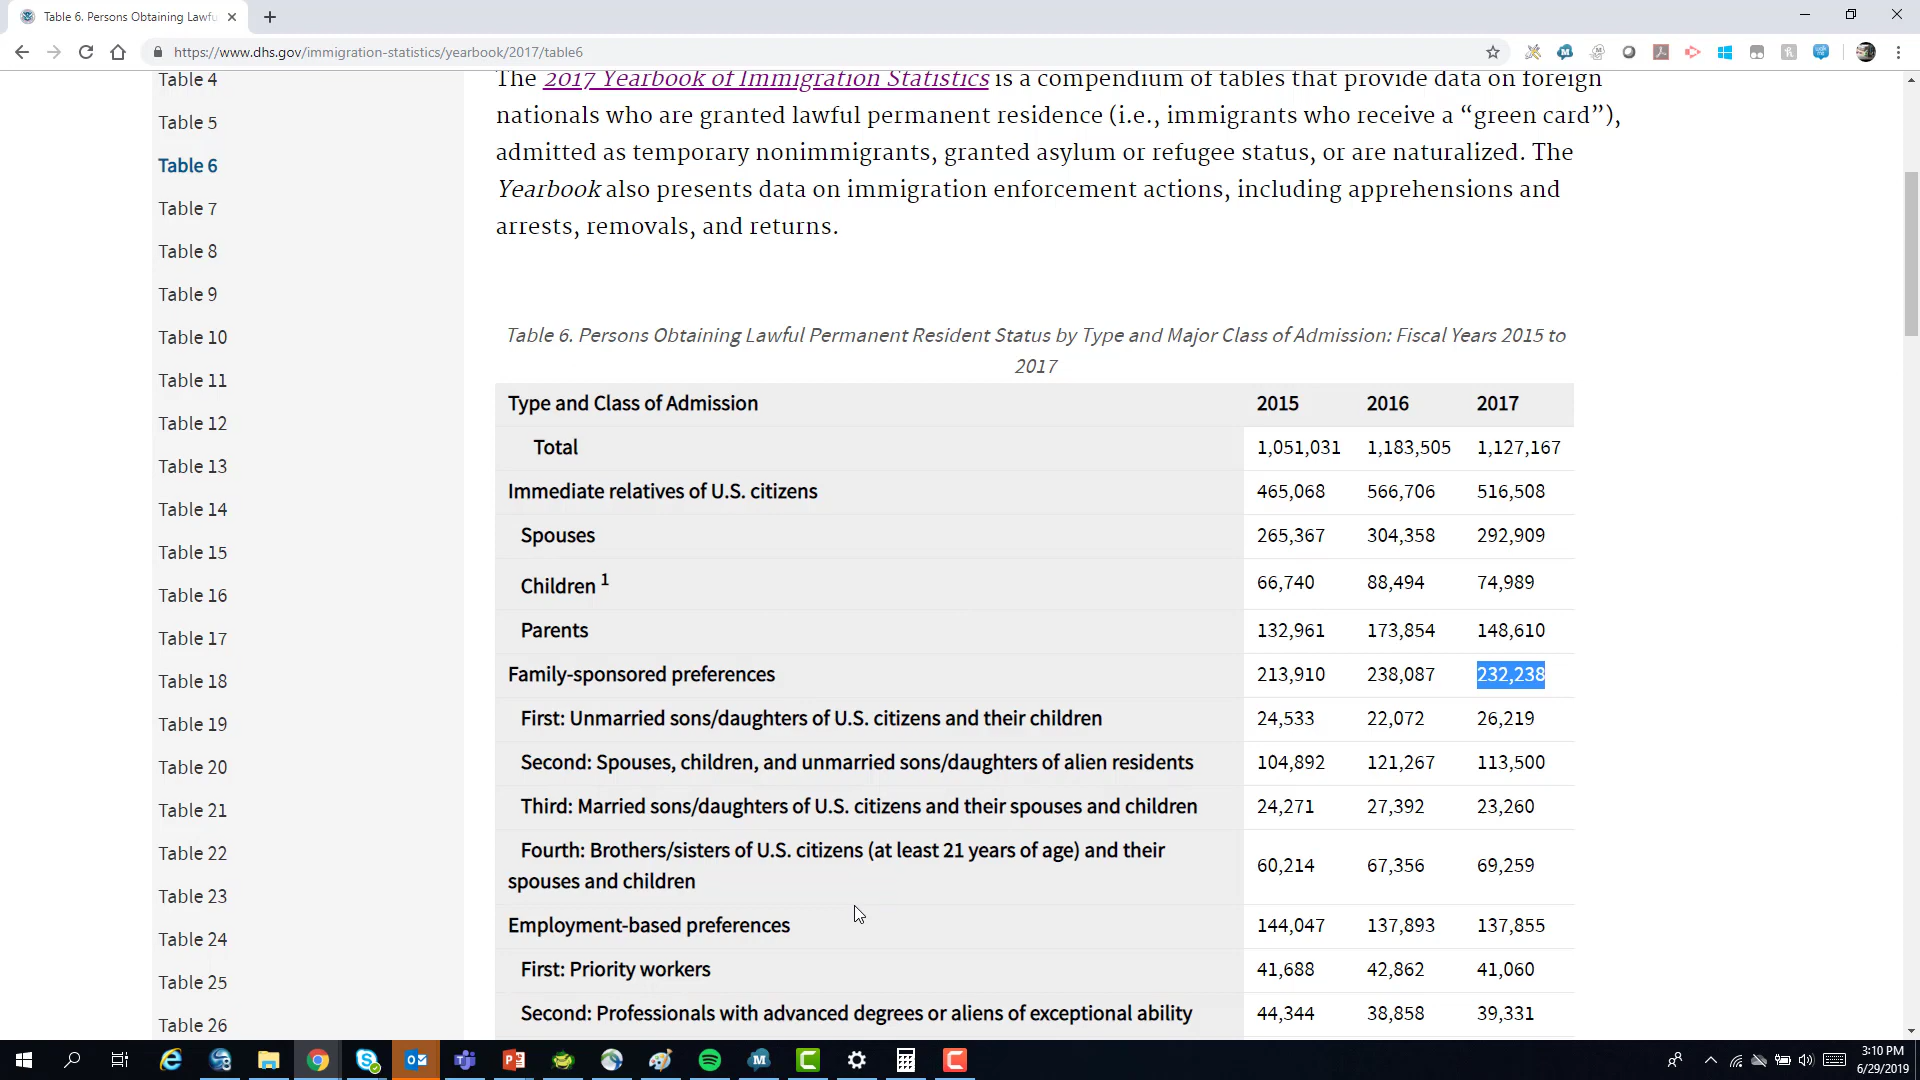 Table 6. Persons Obtaining Lawfu
https://www.dhs.gov/immigration-statistics/yearbook/2017/table6
Table 4
Table 5
Table 6
Table 7
Table 8
Table 9
Table 10
Table 11
Table 12
Table 13
Table 14
Table 15
Table 16
Table 17
Table 18
Table 19
Table 20
Table 21
Table 22
Table 23
Table 24
Table 25
Table 26
The 2017 Yearbook of Immigration Statistics is a compendium of tables that provide data on foreign
nationals who are granted lawful permanent residence (i.e., immigrants who receive a “green card”),
admitted as temporary nonimmigrants, granted asylum or refugee status, or are naturalized. The
Yearbook also presents data on immigration enforcement actions, including apprehensions and
arrests, removals, and returns.
Table 6. Persons Obtaining Lawful Permanent Resident Status by Type and Major Class of Admission: Fiscal Years 2015 to
2017
Type and Class of Admission 2015 2016 2017
Total 1,051,031 1,183,505 1,127,167
Immediate relatives of U.S. citizens 465,068 566,706 516,508
Spouses 265,367 304,358 292,909
Children 1 66,740 88,494 74,989
Parents 132,961 173,854 148,610
Family-sponsored preferences 213,910 238,087 232,238
First: Unmarried sons/daughters of U.S. citizens and their children 24,533 22,072 26,219
Second: Spouses, children, and unmarried sons/daughters of alien residents 104,892 121,267 113,500
Third: Married sons/daughters of U.S. citizens and their spouses and children 24,271 27,392 23,260
Fourth: Brothers/sisters of U.S. citizens (at least 21 years of age) and their
spouses and children 60,214 67,356 69,259
Employment-based preferences 144,047 137,893 137,855
First: Priority workers 41,688 42,862 41,060
Second: Professionals with advanced degrees or aliens of exceptional ability 44,344 38,858 39,331
3:10 PM
6/29/2019